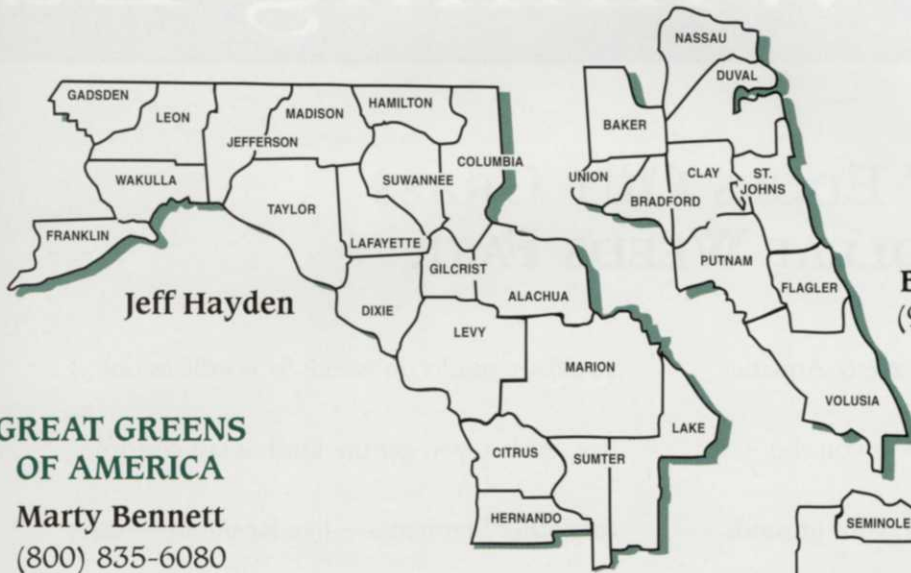 NASSAU
DUVAL
GADSDEN
LEON
MADISON
HAMILTON
JEFFERSON
BAKER
COLUMBIA
WAKULLA
SUWANNEE
UNION
CLAY
ST.
JOHNS
TAYLOR
BRADFORD
FRANKLIN
LAFAYETTE
GILCRIST
PUTNAM
FLAGLER
Jeff Hayden
DIXIE
ALACHUA
LEVY
MARION
VOLUSIA
LAKE
GREAT GREENS
OF AMERICA
CITRUS
SUMTER
Marty Bennett
HERNANDO
SEMINOLE
(800) 835-6080